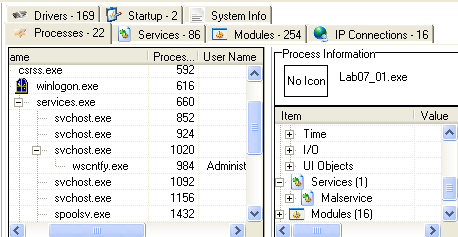 Drivers - 169 Startup - 2 System Info
Processes - 22 Services - 86 Modules - 254 IP Connections - 16
ame Proces... User Name
csrss.exe 592
winlogon.exe 616
services.exe 660
svchost.exe 852
svchost.exe 924
svchost.exe 1020
wscntfy.exe 984 Administ
svchost.exe 1092
svchost.exe 1156
spoolsv.exe 1432
Process Information
No Icon Lab07_01.exe
Item Value
Time
I/O
UI Objects
Services (1)
Malservice
Modules (16)